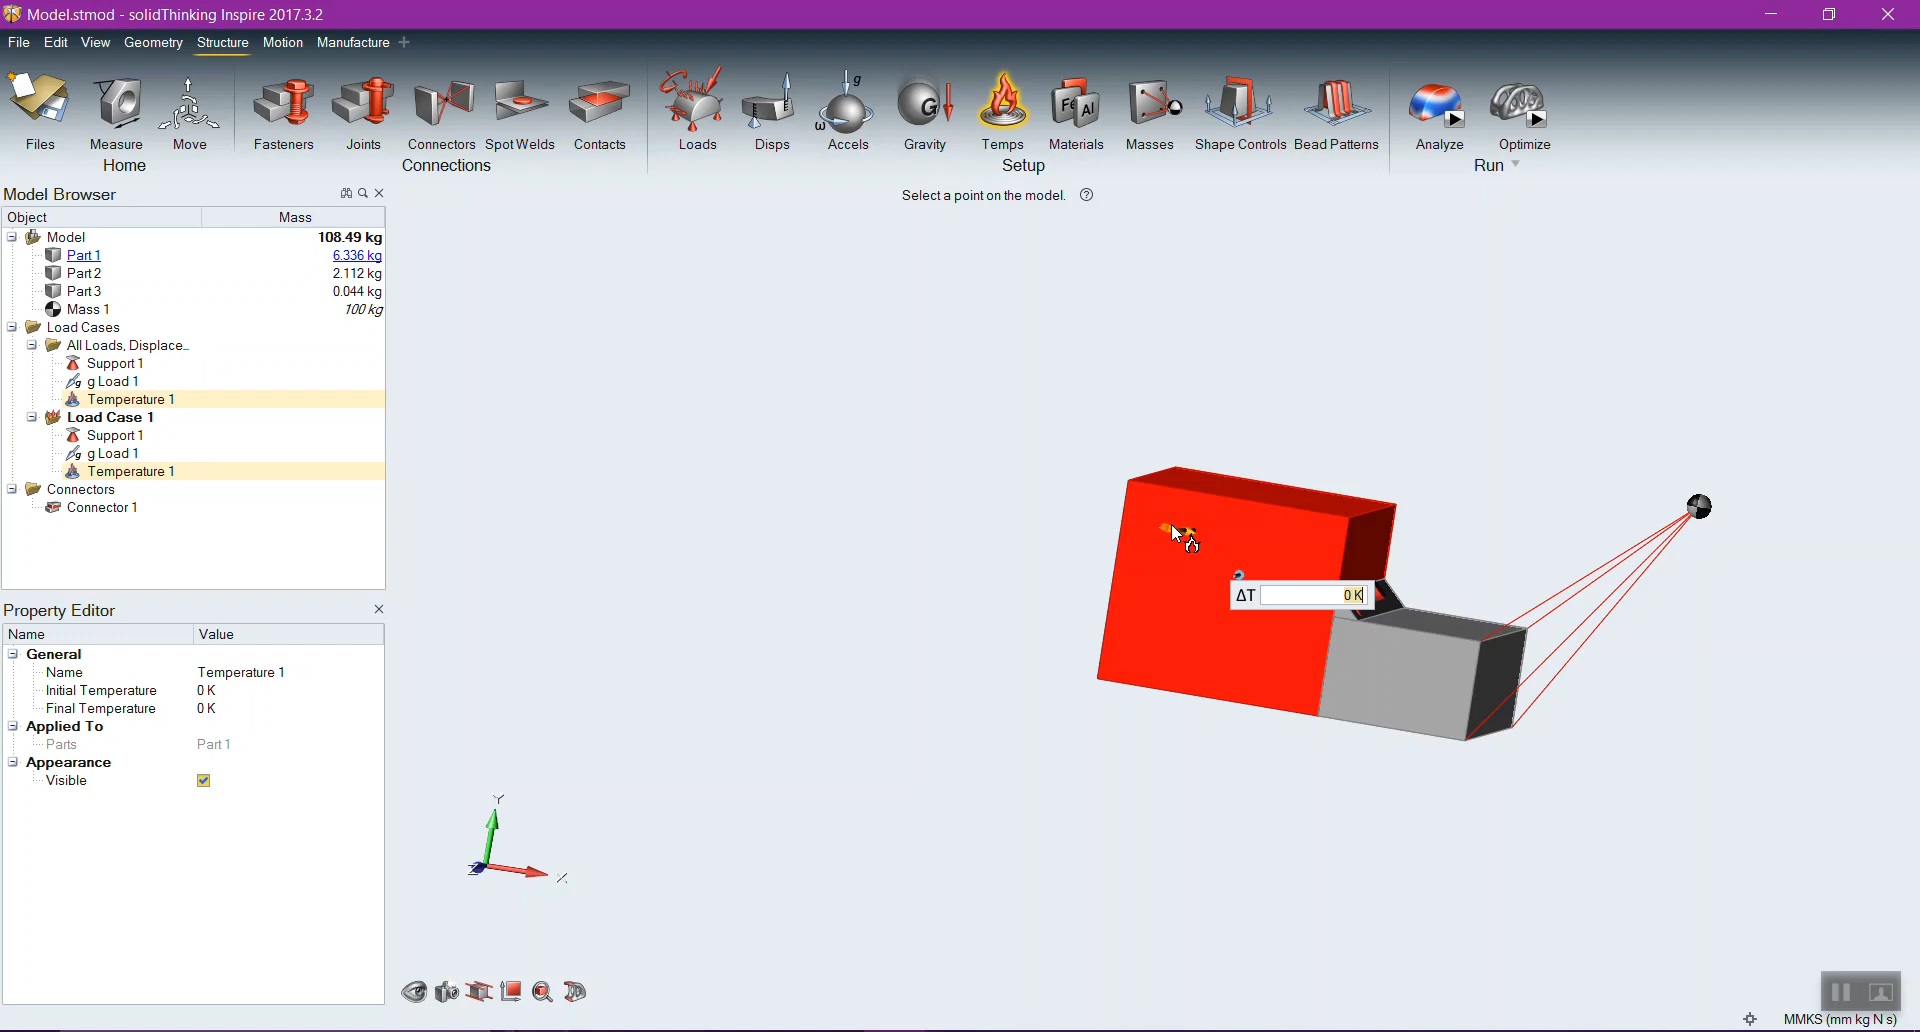 Model.stmod - solidThinking Inspire 2017.3.2
File Edit View Geometry Structure Motion Manufacture +
Files Measure Move Fasteners Joints Connectors Spot Welds Contacts Loads Disps Accels Gravity Temps Materials Masses Shape Controls Bead Patterns Analyze Optimize
Home Connections Setup Run
Model Browser
Select a point on the model.
Object Mass
Model 108.49 kg
Part 1 6.336 kg
Part 2 2.112 kg
Part 3 0.044 kg
Mass 1 100 kg
Load Cases
All Loads, Displace...
Support 1
g Load 1
Temperature 1
Load Case 1
Support 1
g Load 1
Temperature 1
Connectors
Connector 1
ΔT 0 K
Property Editor
Name Value
General
Name Temperature 1
Initial Temperature 0 K
Final Temperature 0 K
Applied To
Parts Part 1
Appearance
Visible
Y
Z
X
MMKS (mm kg N s)